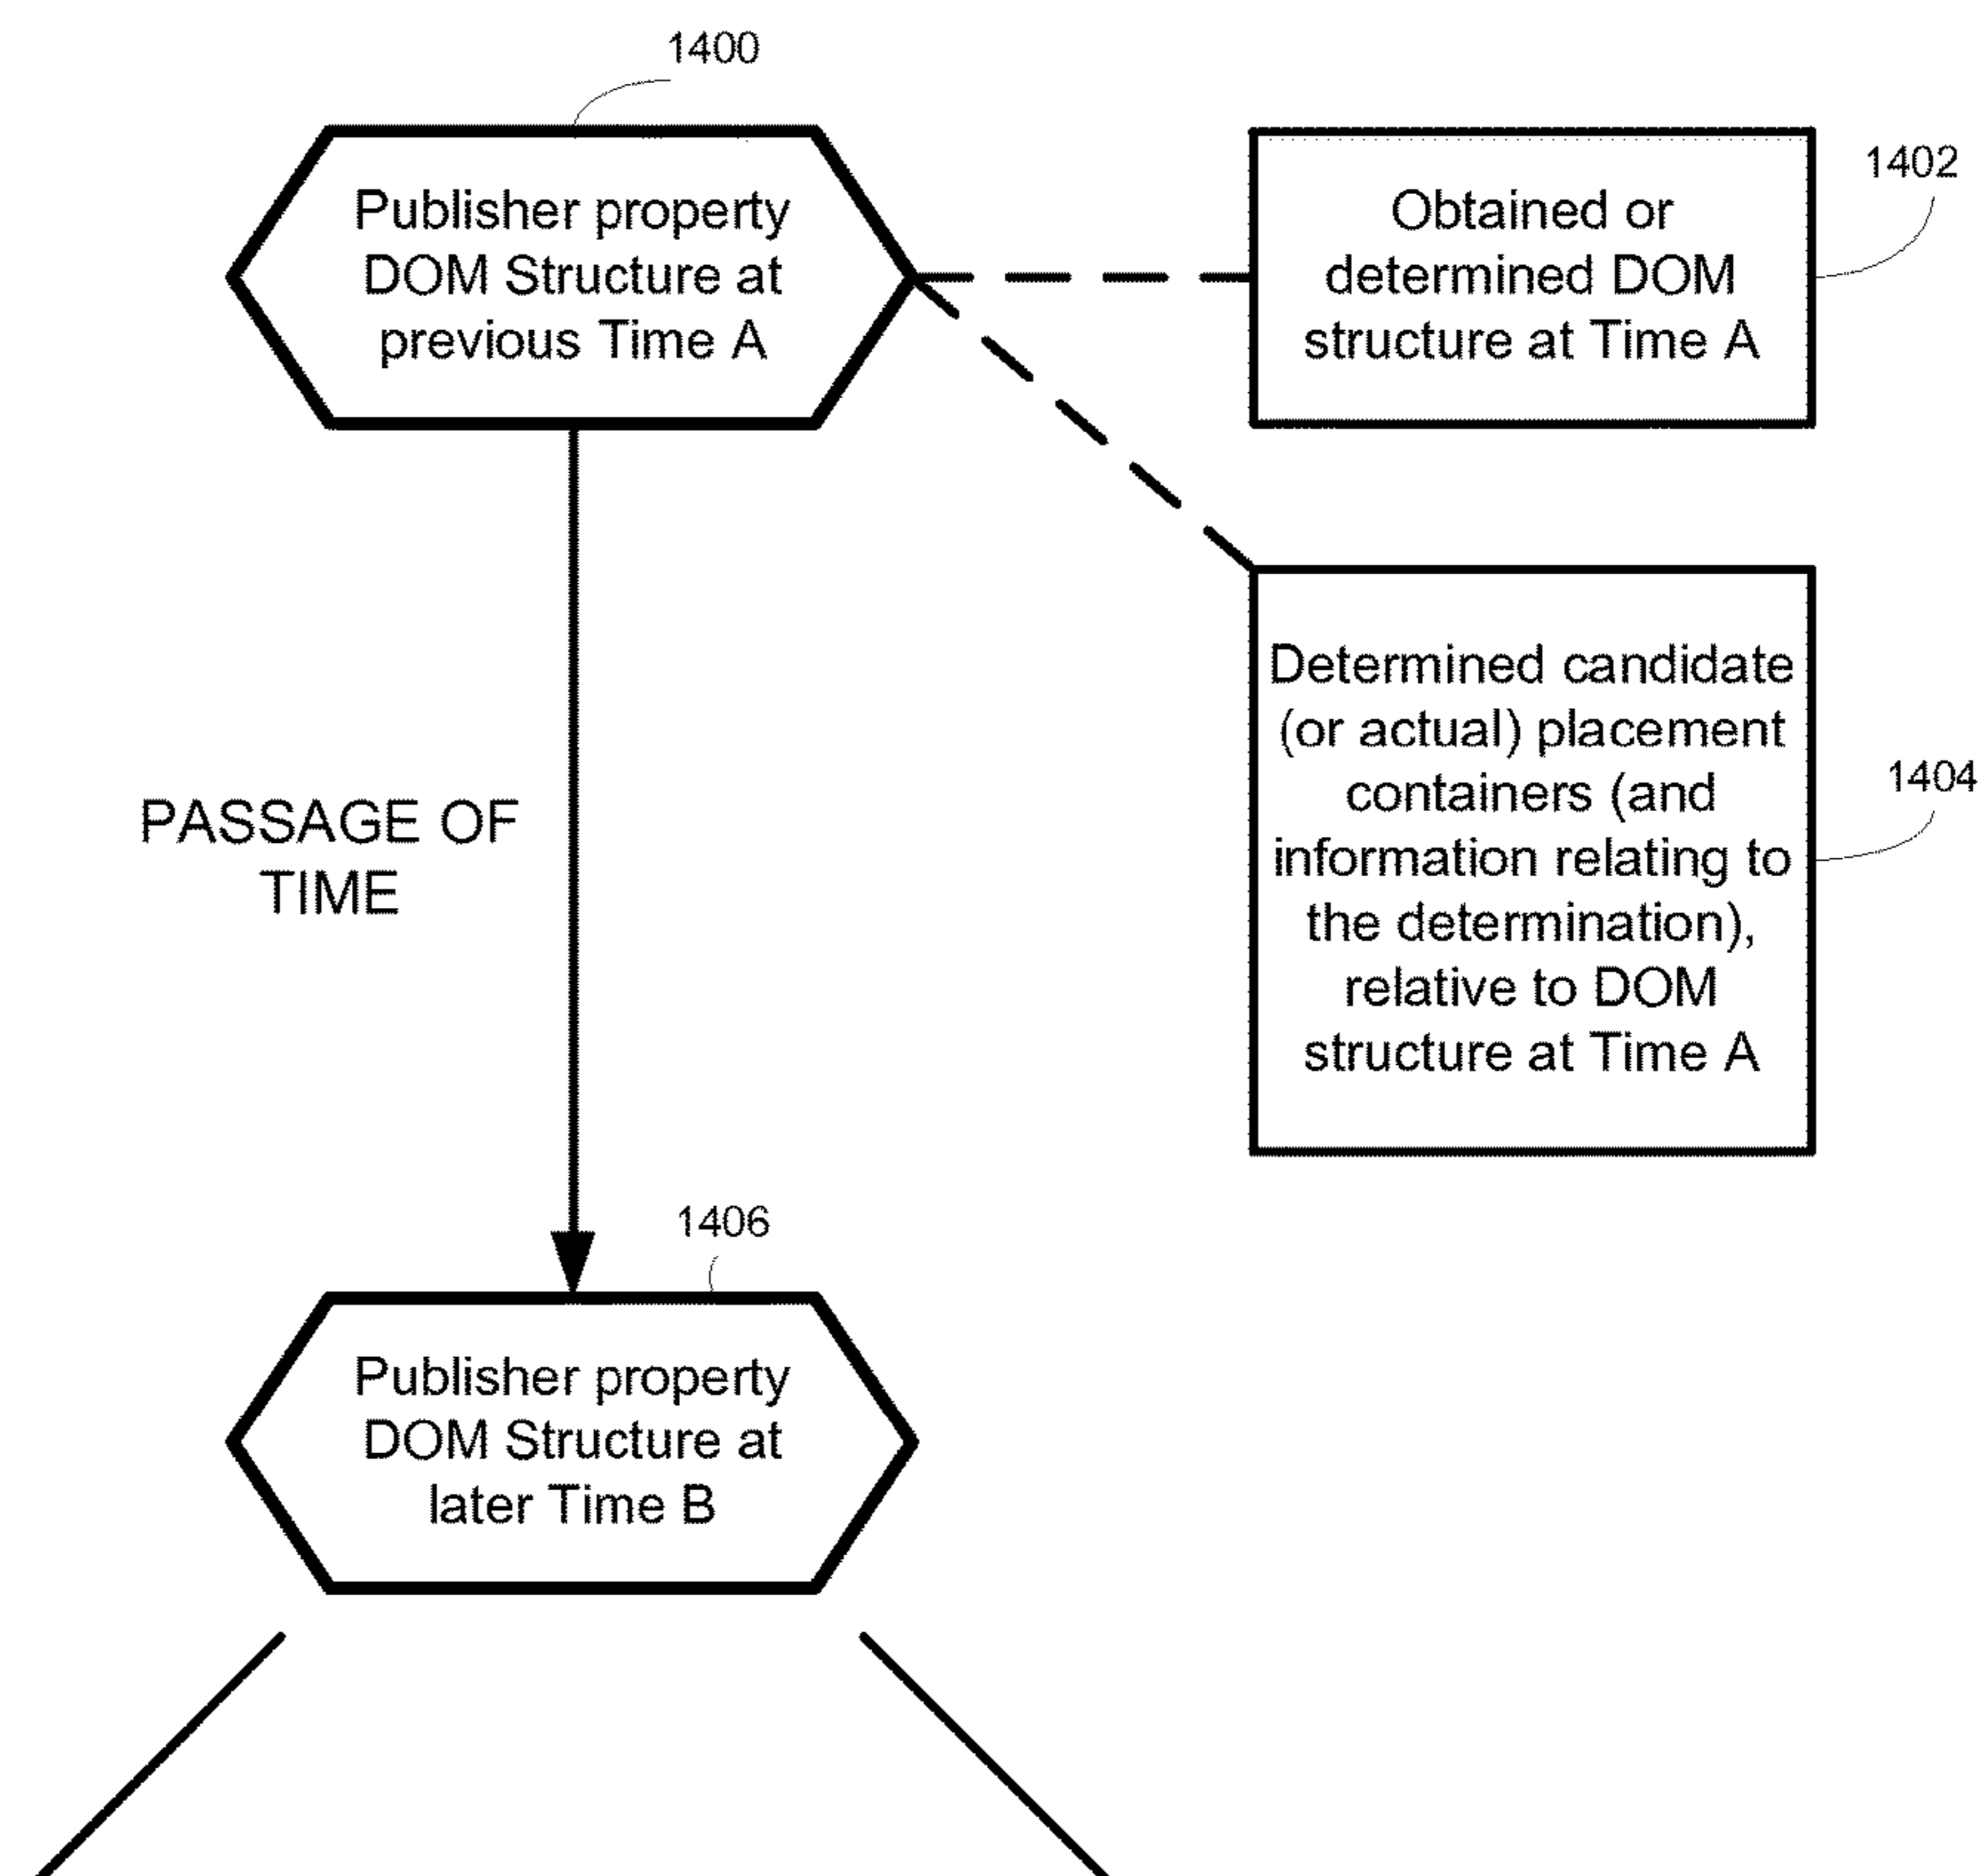 1400
Publisher property
DOM Structure at
previous Time A
Obtained or
determined DOM
structure at Time A
1402
Determined candidate
(or actual) placement
containers (and
information relating to
the determination),
relative to DOM
structure at Time A
1404
PASSAGE OF
TIME
1406
Publisher property
DOM Structure at
later Time B